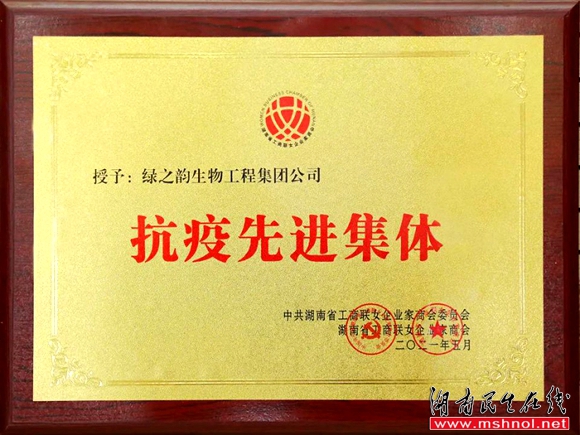 授予：绿之韵生物工程集团公司
抗疫先进集体
中共湖南省工商联女企业家商会委员会
湖南省工商联女企业家商会
二〇二一年五月
湖南民生在线
www.mshnol.net